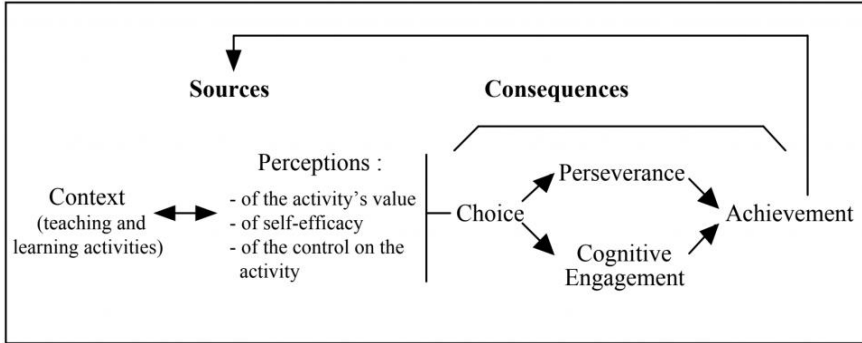 Sources
Consequences
Context
(teaching and
learning activities)
Perceptions :
- of the activity's value
- of self-efficacy
- of the control on the
activity
Choice
Perseverance
Cognitive
Engagement
Achievement